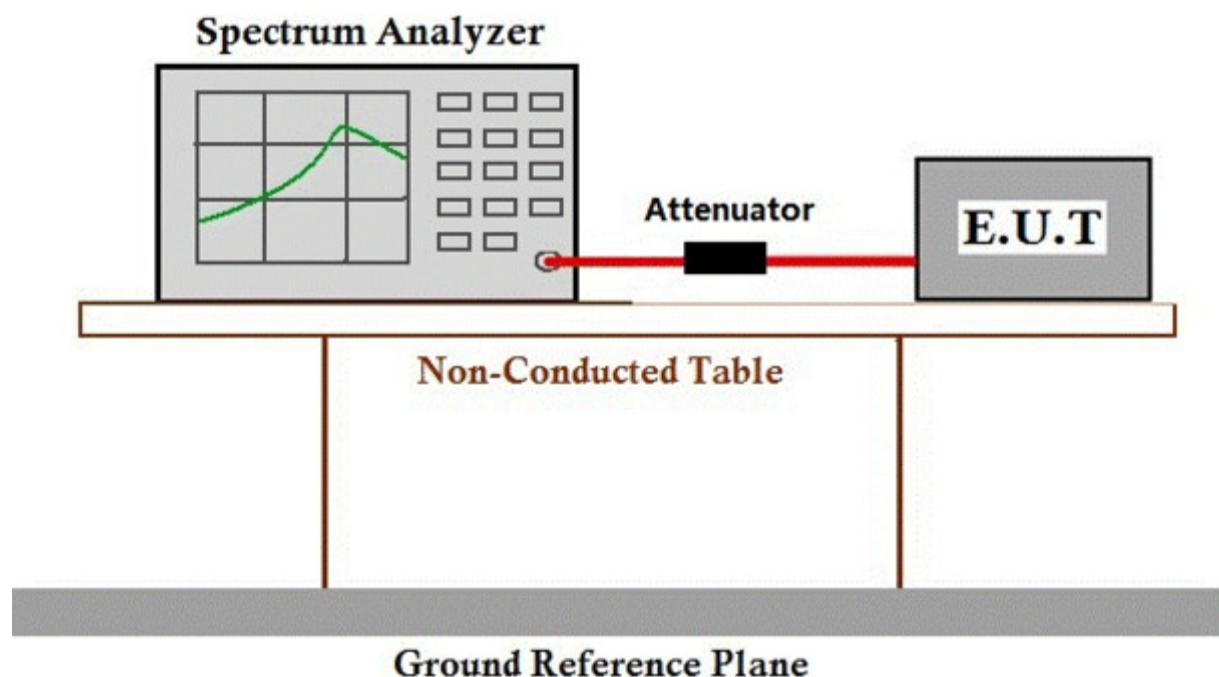 Spectrum Analyzer
Attenuator
E.U.T
Non-Conducted Table
Ground Reference Plane